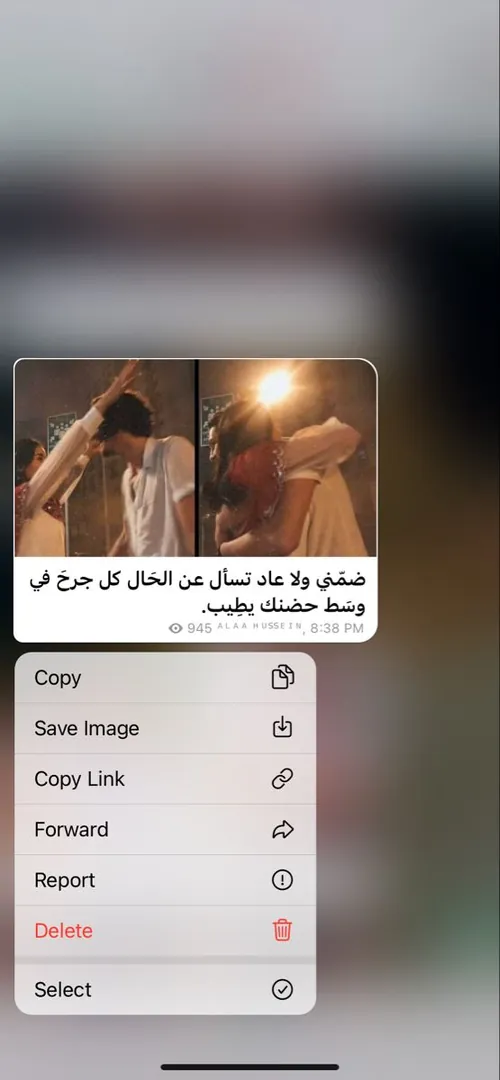 ضمّني ولا عاد تسأل عن الحَال كل جرحَ في
وسَط حضنك يطِيب.
945 ᴬᴸᴬᴬ ᴴᵁˢˢᴱᴵᴺ, 8:38 PM
Copy
Save Image
Copy Link
Forward
Report
Delete
Select